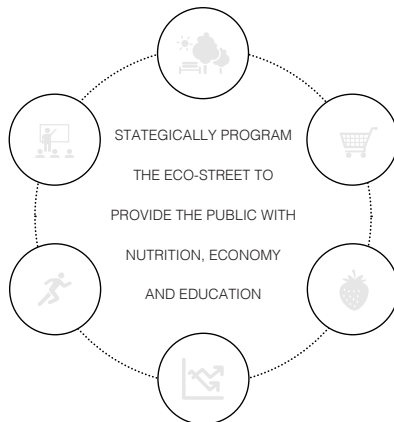 STATEGICALLY PROGRAM
THE ECO-STREET TO
PROVIDE THE PUBLIC WITH
NUTRITION, ECONOMY
AND EDUCATION